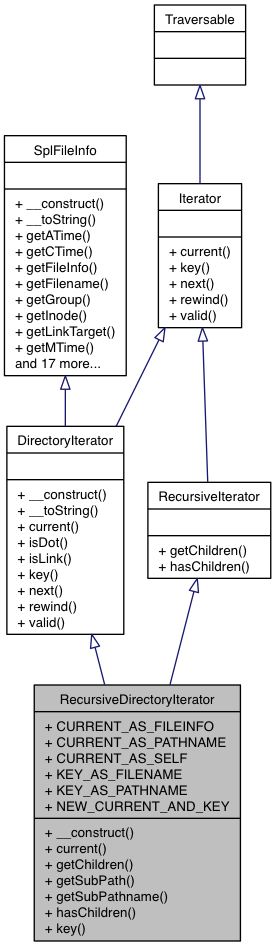 Traversable
SplFileInfo
+ __construct()
+ __toString()
+ getATime()
+ getCTime()
+ getFileInfo()
+ getFilename()
+ getGroup()
+ getInode()
+ getLinkTarget()
+ getMTime()
and 17 more...
Iterator
+ current()
+ key()
+ next()
+ rewind()
+ valid()
DirectoryIterator
+ __construct()
+ __toString()
+ current()
+ isDot()
+ isLink()
+ key()
+ next()
+ rewind()
+ valid()
RecursiveIterator
+ getChildren()
+ hasChildren()
RecursiveDirectoryIterator
+ CURRENT_AS_FILEINFO
+ CURRENT_AS_PATHNAME
+ CURRENT_AS_SELF
+ KEY_AS_FILENAME
+ KEY_AS_PATHNAME
+ NEW_CURRENT_AND_KEY
+ __construct()
+ current()
+ getChildren()
+ getSubPath()
+ getSubPathname()
+ hasChildren()
+ key()